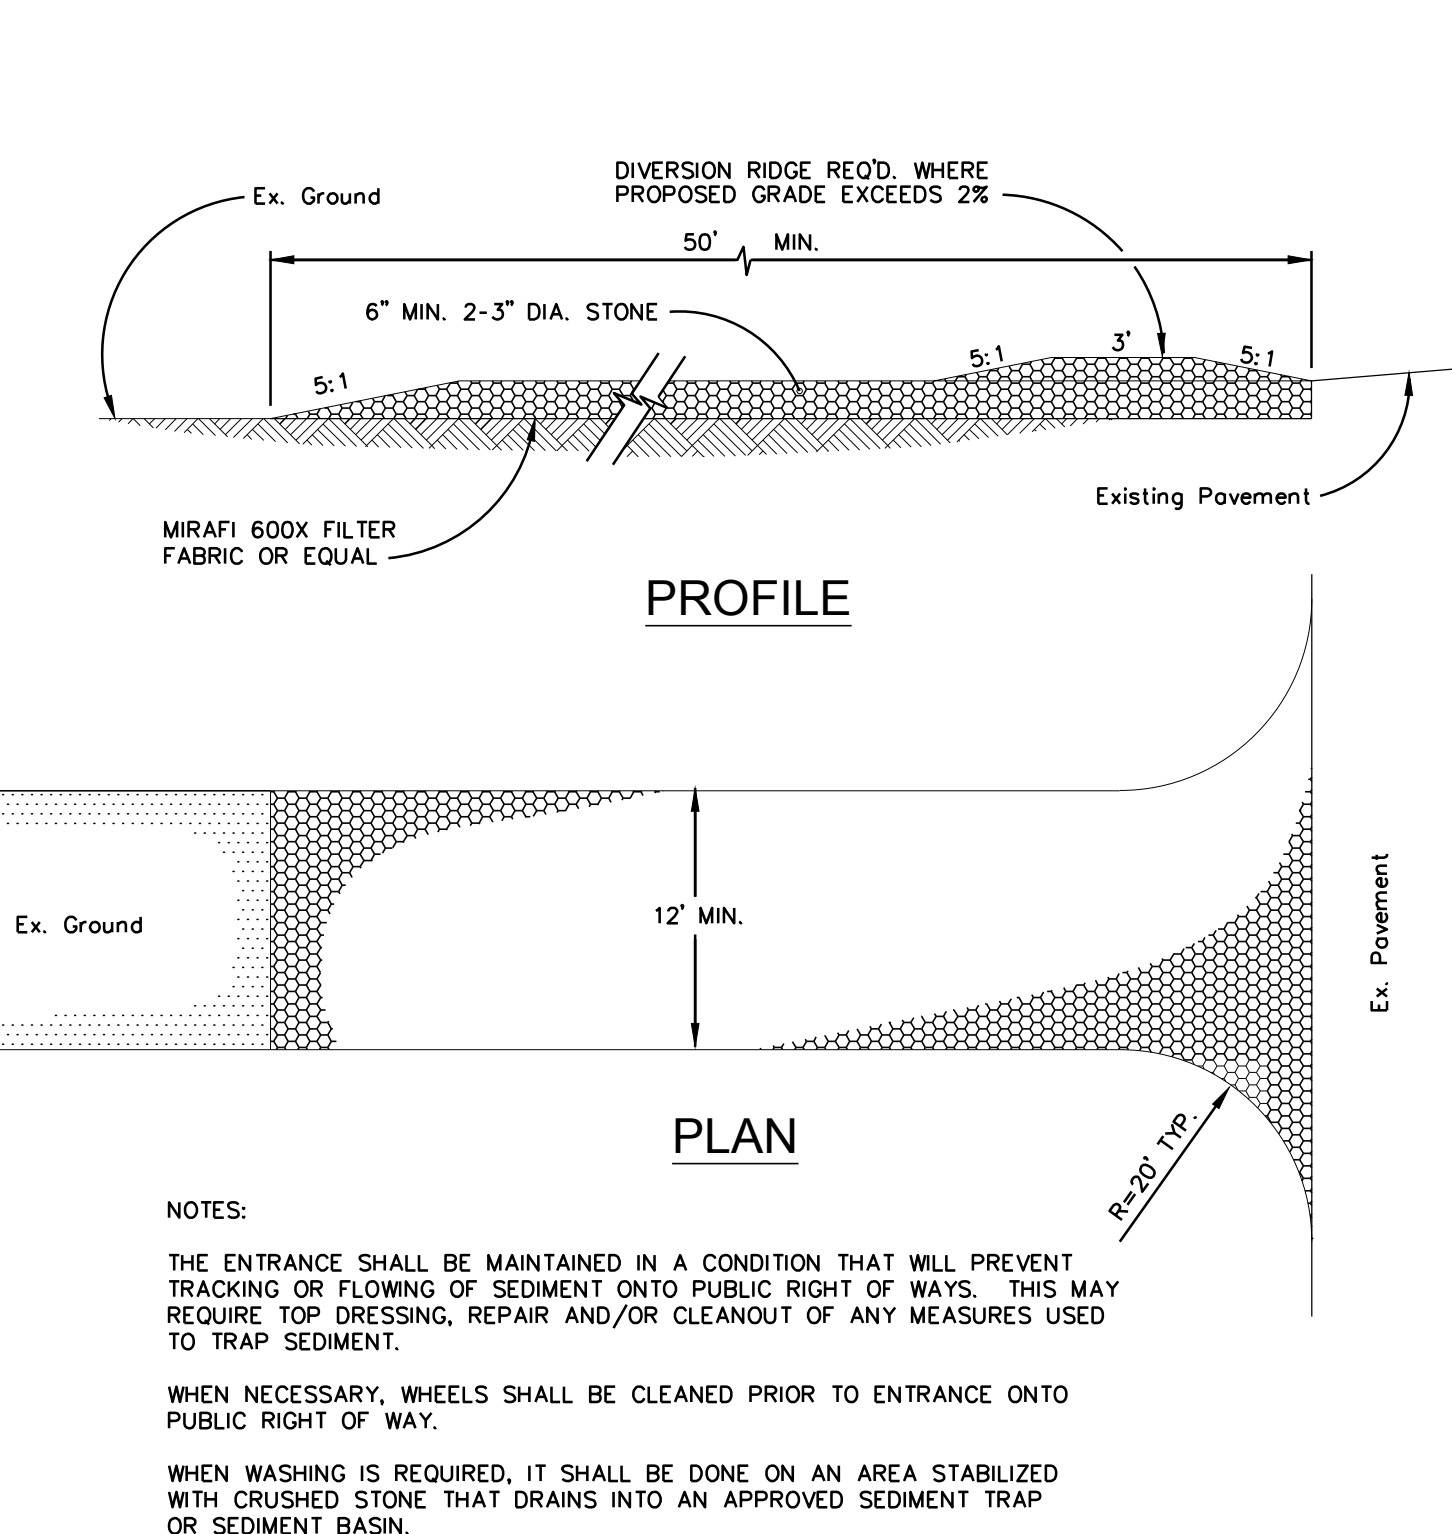 DIVERSION RIDGE REQ'D. WHERE
PROPOSED GRADE EXCEEDS 2%
Ex. Ground
50' MIN.
6" MIN. 2-3" DIA. STONE
5:1
5:1
3'
5:1
Existing Pavement
MIRAFI 600X FILTER
FABRIC OR EQUAL
PROFILE
Ex. Ground
12' MIN.
Ex. Pavement
R=20' TYP.
PLAN
NOTES:
THE ENTRANCE SHALL BE MAINTAINED IN A CONDITION THAT WILL PREVENT
TRACKING OR FLOWING OF SEDIMENT ONTO PUBLIC RIGHT OF WAYS. THIS MAY
REQUIRE TOP DRESSING, REPAIR AND/OR CLEANOUT OF ANY MEASURES USED
TO TRAP SEDIMENT.
WHEN NECESSARY, WHEELS SHALL BE CLEANED PRIOR TO ENTRANCE ONTO
PUBLIC RIGHT OF WAY.
WHEN WASHING IS REQUIRED, IT SHALL BE DONE ON AN AREA STABILIZED
WITH CRUSHED STONE THAT DRAINS INTO AN APPROVED SEDIMENT TRAP
OR SEDIMENT BASIN.